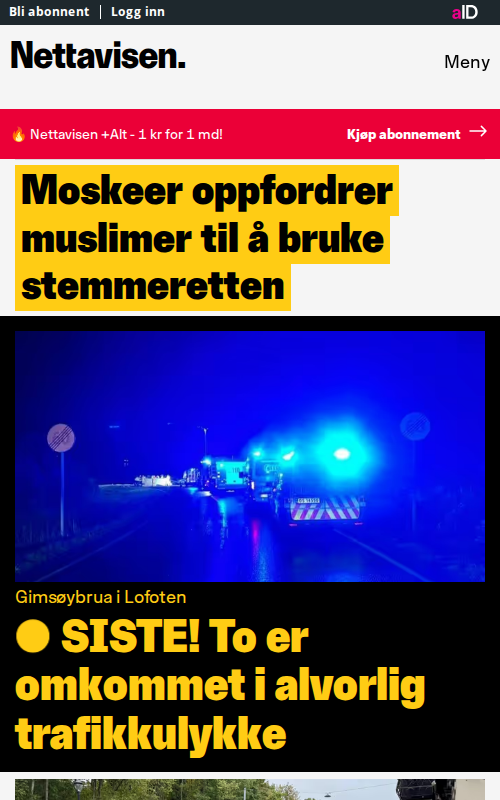 Bli abonnent | Logg inn
aID
Nettavisen.
Meny
🔥 Nettavisen +Alt - 1 kr for 1 md!
Kjøp abonnement →
Moskeer oppfordrer
muslimer til å bruke
stemmeretten
Gimsøybrua i Lofoten
SISTE! To er
omkommet i alvorlig
trafikkulykke